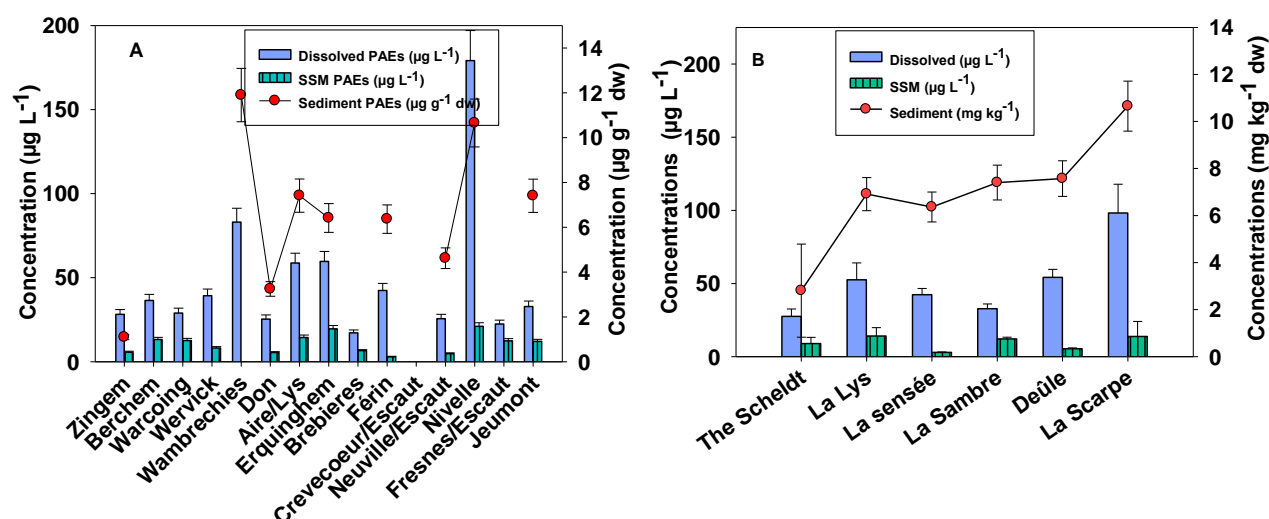 A
Dissolved PAEs (µg L⁻¹)
SSM PAEs (µg L⁻¹)
Sediment PAEs (µg g⁻¹ dw)
Concentration (µg L⁻¹)
200
150
100
50
0
14
12
10
8
6
4
2
0
Concentration (µg g⁻¹ dw)
Zingem
Berchem
Warcoing
Wervick
Wambrechies
Don
Aire/Lys
Erquinghem
Brebieres
Férin
Crevecoeur/Escaut
Neuville/Escaut
Nivelle
Fresnes/Escaut
Jeumont
B
Dissolved (µg L⁻¹)
SSM (µg L⁻¹)
Sediment (mg kg⁻¹)
Concentrations (µg L⁻¹)
200
150
100
50
0
14
12
10
8
6
4
2
0
Concentrations (mg kg⁻¹ dw)
The Scheldt
La Lys
La sensée
La Sambre
Deûle
La Scarpe